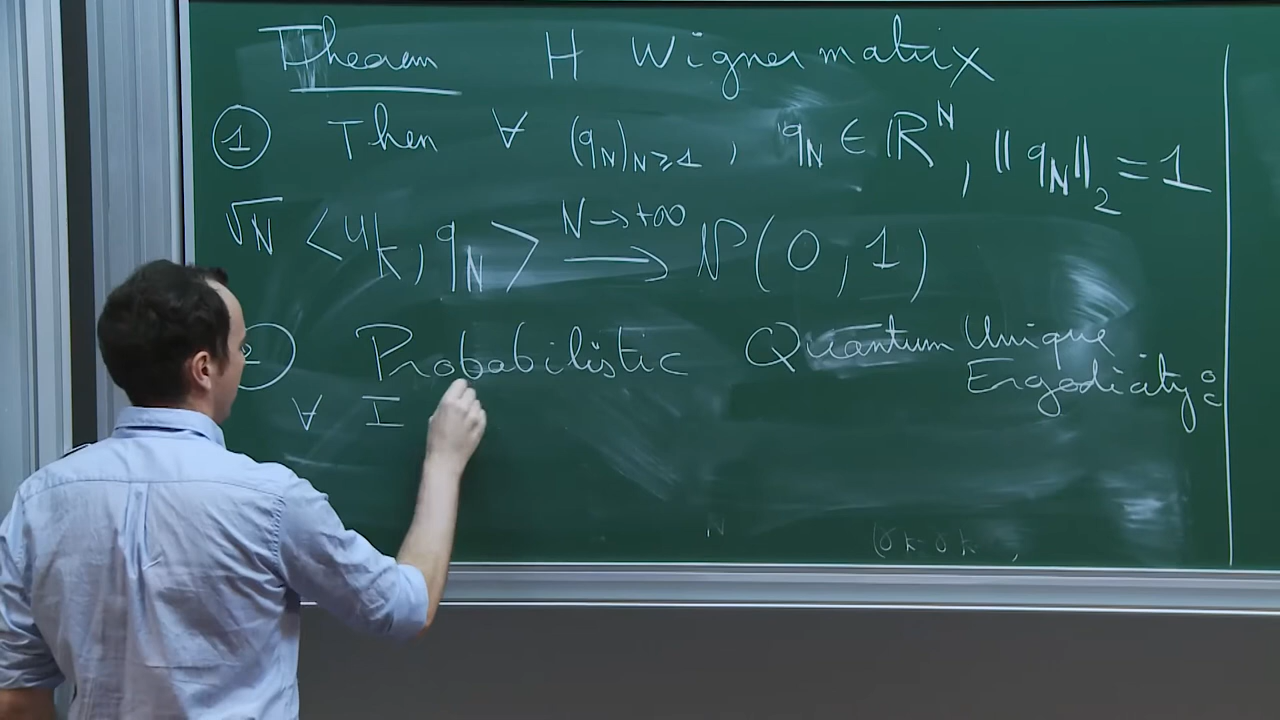 Theorem H Wigner matrix
① Then ∀ (q_N)_{N≥1}, q_N ∈ ℝ^N, ‖q_N‖_2 = 1
√N <u_k, q_N> \xrightarrow{N→+∞} 𝒩(0, 1)
② Probabilistic Quantum Unique
Ergodicity:
∀ I
N